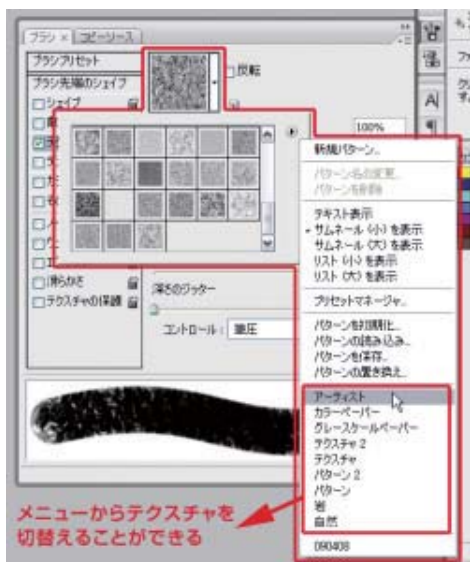 ブラシ × コピーソース
ブラシプリセット
ブラシ先端のシェイプ
シェイプ
反転
100%
滑らかさ
テクスチャの保護
深さのジッター
コントロール： 筆圧
新規パターン...
パターン名の変更...
パターンを削除
テキスト表示
サムネール (小) を表示
サムネール (大) を表示
リスト (小) を表示
リスト (大) を表示
プリセットマネージャ...
パターンを初期化...
パターンの読み込み...
パターンを保存...
パターンの置き換え...
アーティスト
カラーペーパー
グレースケールペーパー
テクスチャ 2
テクスチャ
パターン 2
パターン
岩
自然
090408
メニューからテクスチャを
切替えることができる